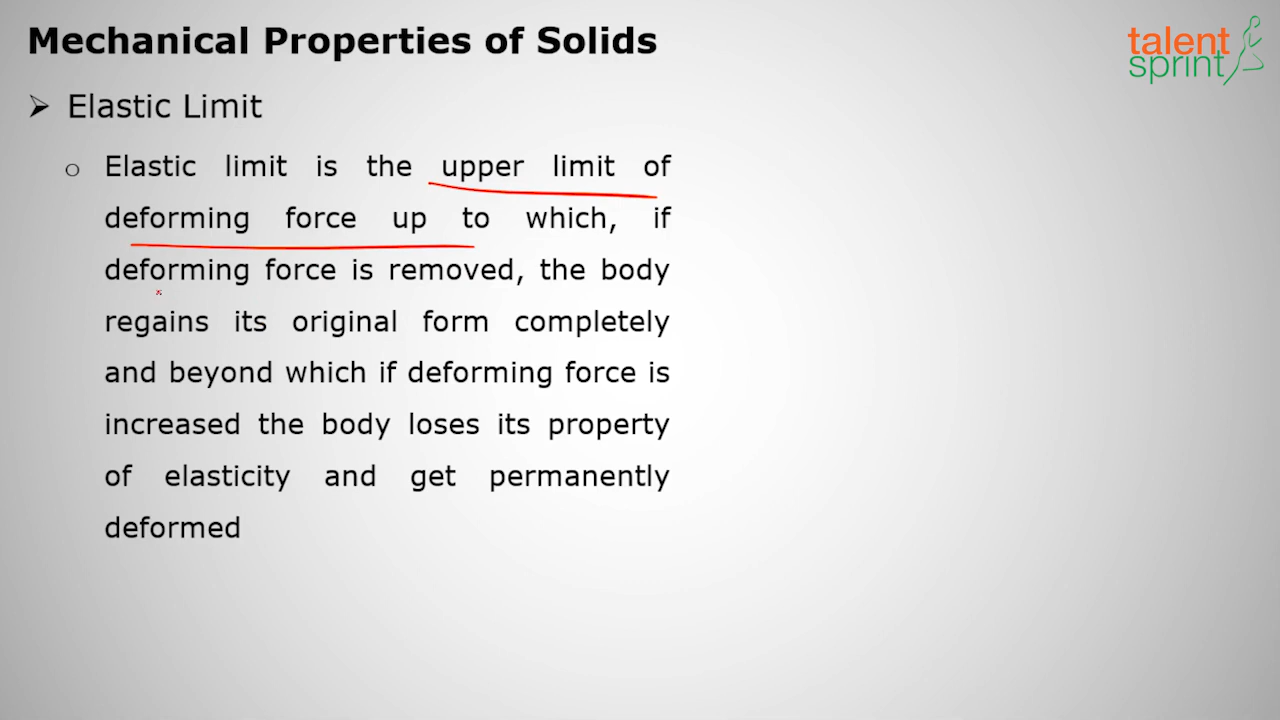 Mechanical Properties of Solids
talent
sprint
➢ Elastic Limit
o Elastic limit is the upper limit of
deforming force up to which, if
deforming force is removed, the body
regains its original form completely
and beyond which if deforming force is
increased the body loses its property
of elasticity and get permanently
deformed